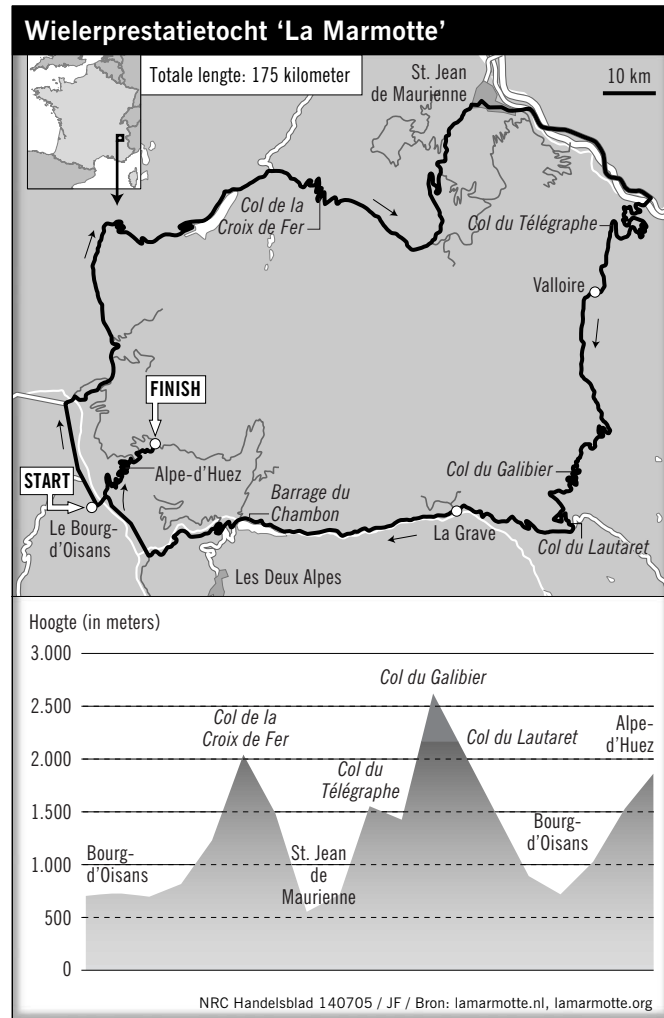 Wielerprestatietocht ‘La Marmotte’
Totale lengte: 175 kilometer
St. Jean
de Maurienne
10 km
Col de la
Croix de Fer
Col du Télégraphe
Valloire
FINISH
START
Alpe-d'Huez
Col du Galibier
Le Bourg-
d'Oisans
Barrage du
Chambon
La Grave
Col du Lautaret
Les Deux Alpes
Hoogte (in meters)
3.000
2.500
2.000
1.500
1.000
500
0
Bourg-
d'Oisans
Col de la
Croix de Fer
St. Jean
de
Maurienne
Col du
Télégraphe
Col du Galibier
Col du Lautaret
Bourg-
d'Oisans
Alpe-
d'Huez
NRC Handelsblad 140705 / JF / Bron: lamarmotte.nl, lamarmotte.org